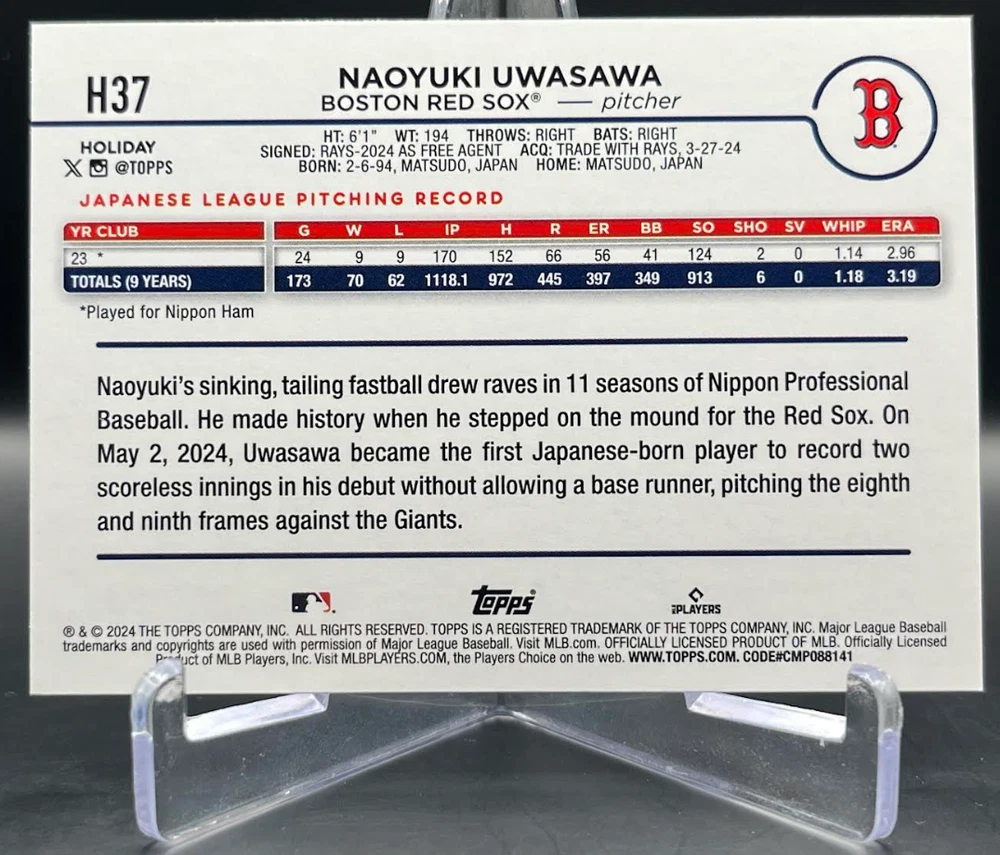 H37
NAOYUKI UWASAWA
BOSTON RED SOX® — pitcher
B
HOLIDAY
X @TOPPS
HT: 6'1" WT: 194 THROWS: RIGHT BATS: RIGHT
SIGNED: RAYS-2024 AS FREE AGENT ACQ: TRADE WITH RAYS, 3-27-24
BORN: 2-6-94, MATSUDO, JAPAN HOME: MATSUDO, JAPAN
JAPANESE LEAGUE PITCHING RECORD
YR CLUB G W L IP H R ER BB SO SHO SV WHIP ERA
23 * 24 9 9 170 152 66 56 41 124 2 0 1.14 2.96
TOTALS (9 YEARS) 173 70 62 1118.1 972 445 397 349 913 6 0 1.18 3.19
*Played for Nippon Ham
Naoyuki's sinking, tailing fastball drew raves in 11 seasons of Nippon Professional
Baseball. He made history when he stepped on the mound for the Red Sox. On
May 2, 2024, Uwasawa became the first Japanese-born player to record two
scoreless innings in his debut without allowing a base runner, pitching the eighth
and ninth frames against the Giants.
topps
PLAYERS
® & © 2024 THE TOPPS COMPANY, INC. ALL RIGHTS RESERVED. TOPPS IS A REGISTERED TRADEMARK OF THE TOPPS COMPANY, INC. Major League Baseball
trademarks and copyrights are used with permission of Major League Baseball. Visit MLB.com. OFFICIALLY LICENSED PRODUCT OF MLB. Officially Licensed
Product of MLB Players, Inc. Visit MLBPLAYERS.COM, the Players Choice on the web. WWW.TOPPS.COM. CODE#CMP088141